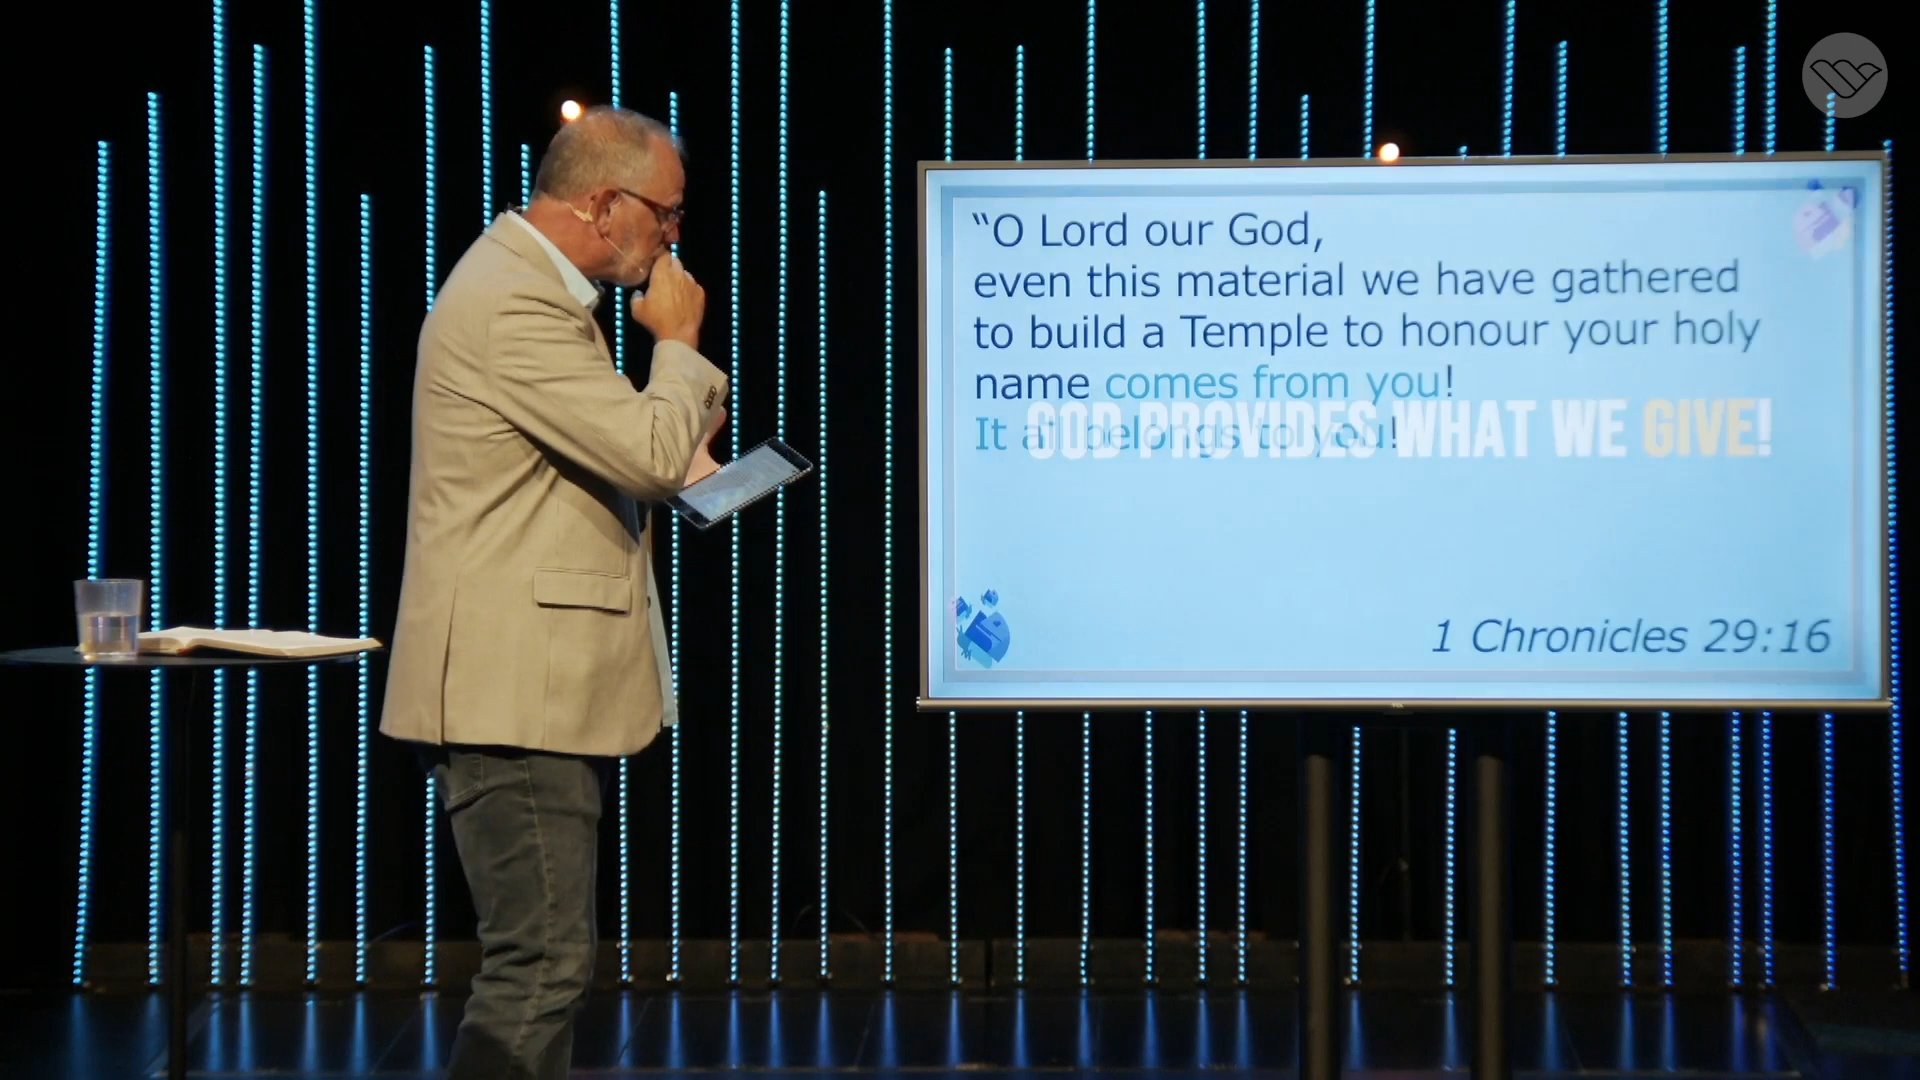 “O Lord our God,
even this material we have gathered
to build a Temple to honour your holy
name comes from you!
It all belongs to you!
GOD PROVIDES WHAT WE GIVE!
1 Chronicles 29:16